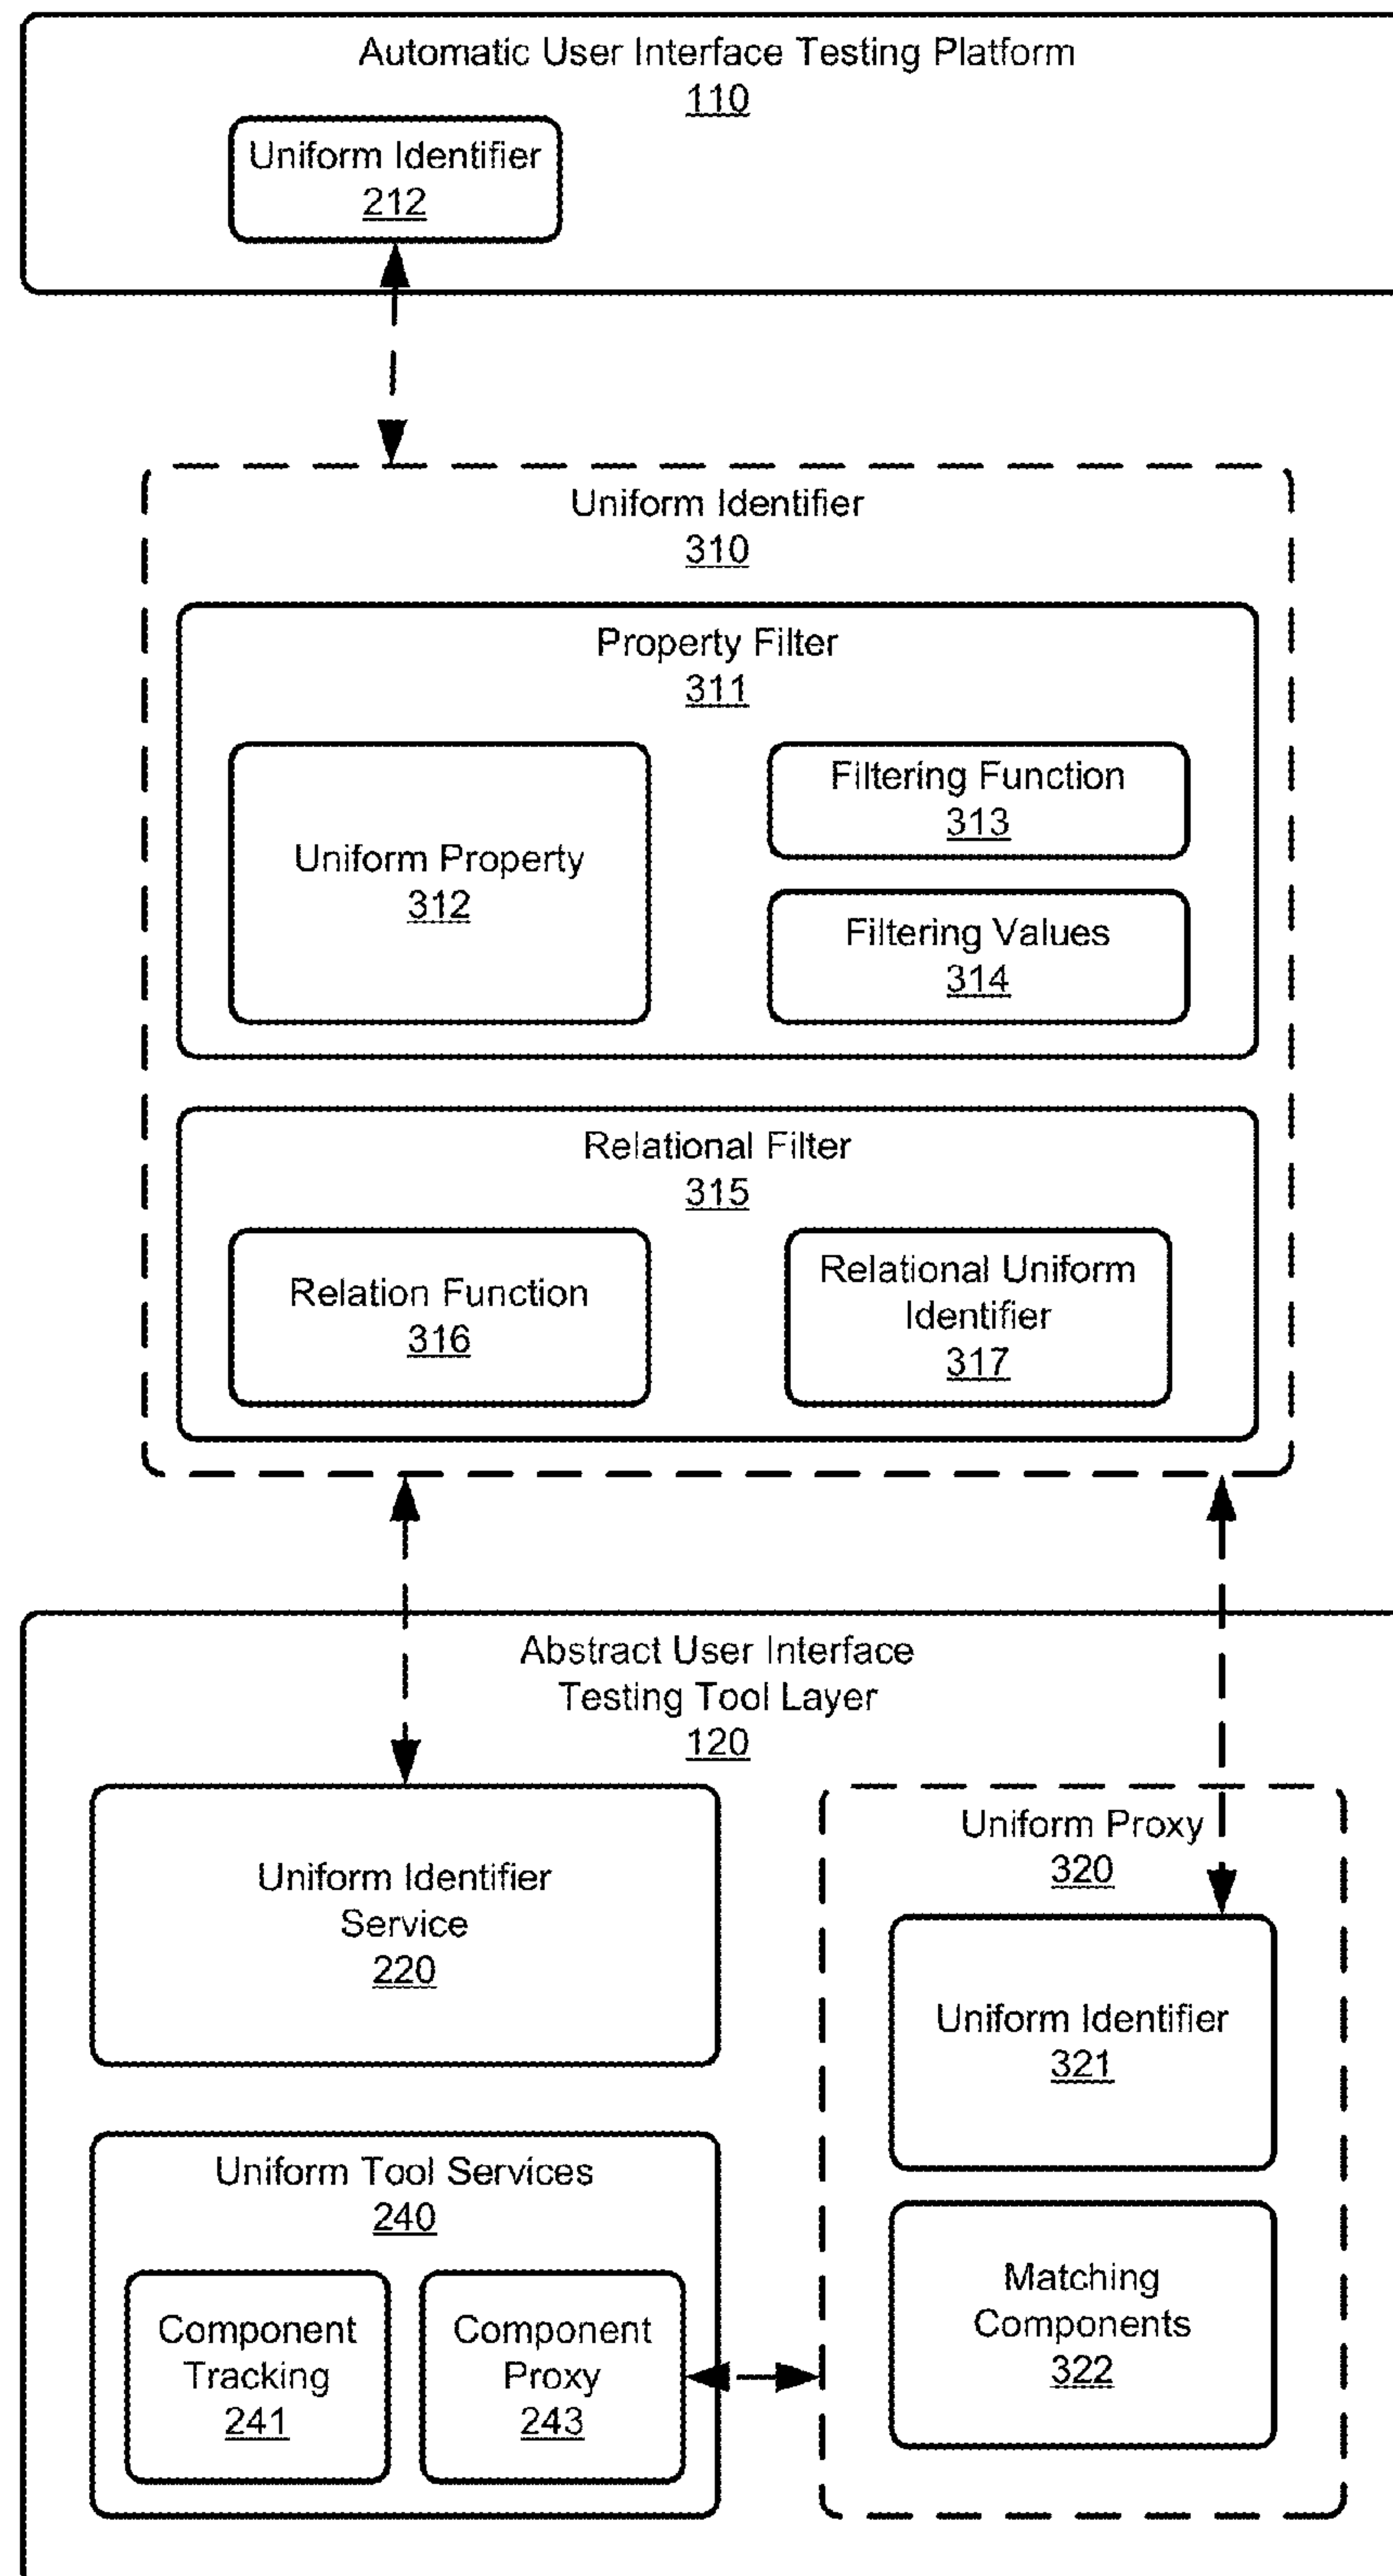 Automatic User Interface Testing Platform
110
Uniform Identifier
212
Uniform Identifier
310
Property Filter
311
Uniform Property
312
Filtering Function
313
Filtering Values
314
Relational Filter
315
Relation Function
316
Relational Uniform
Identifier
317
Abstract User Interface
Testing Tool Layer
120
Uniform Identifier
Service
220
Uniform Proxy
320
Uniform Identifier
321
Uniform Tool Services
240
Component
Tracking
241
Component
Proxy
243
Matching
Components
322